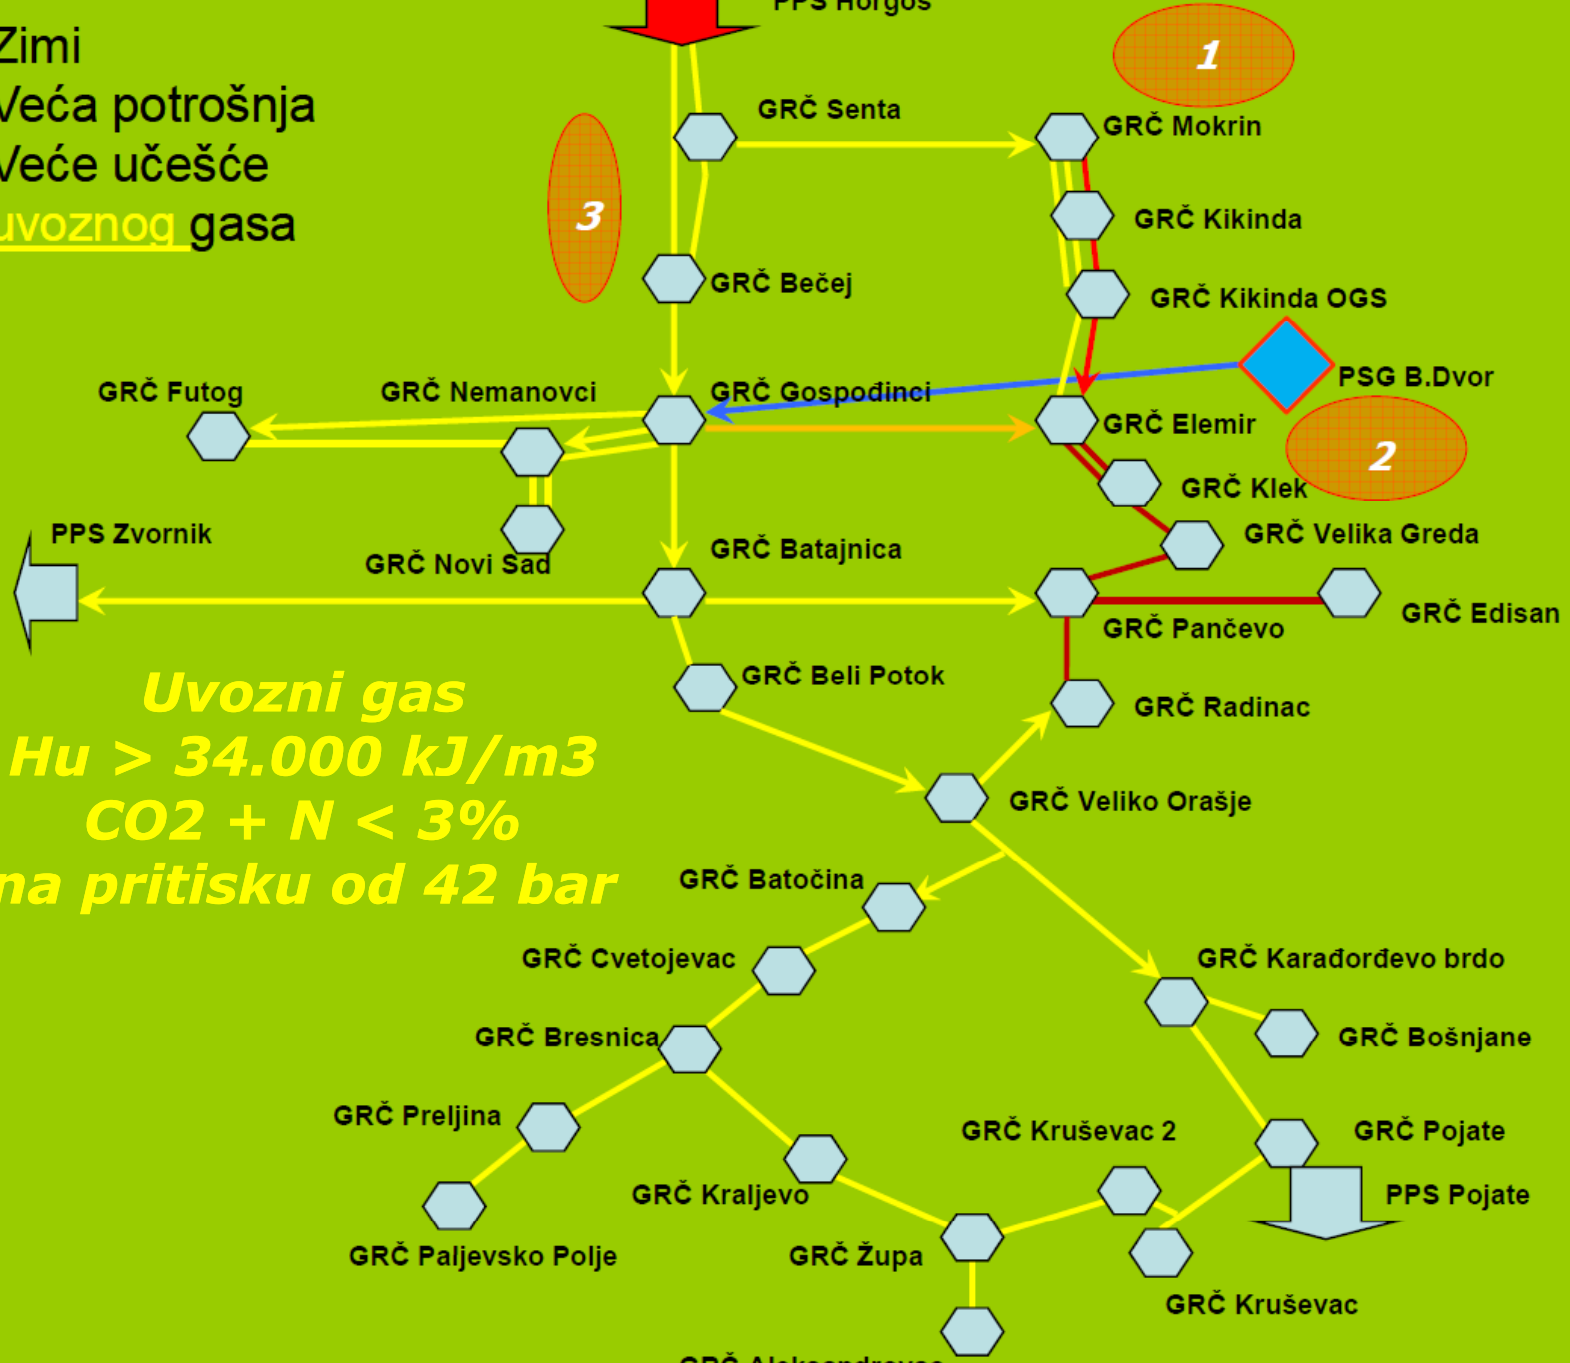 PPS Horgoš
Zimi
1
Veća potrošnja
GRČ Senta
GRČ Mokrin
Veće učešće
3
GRČ Kikinda
uvoznog gasa
GRČ Bečej
GRČ Kikinda OGS
PSG B.Dvor
GRČ Futog
GRČ Nemanovci
GRČ Gospođinci
GRČ Elemir
2
GRČ Klek
PPS Zvornik
GRČ Velika Greda
GRČ Novi Sad
GRČ Batajnica
GRČ Edisan
GRČ Pančevo
GRČ Beli Potok
GRČ Radinac
Uvozni gas
Hu > 34.000 kJ/m3
CO2 + N < 3%
na pritisku od 42 bar
GRČ Veliko Orašje
GRČ Batočina
GRČ Cvetojevac
GRČ Karađorđevo brdo
GRČ Bresnica
GRČ Bošnjane
GRČ Preljina
GRČ Kruševac 2
GRČ Pojate
GRČ Kraljevo
PPS Pojate
GRČ Paljevsko Polje
GRČ Župa
GRČ Kruševac
GRČ Aleksandrovac